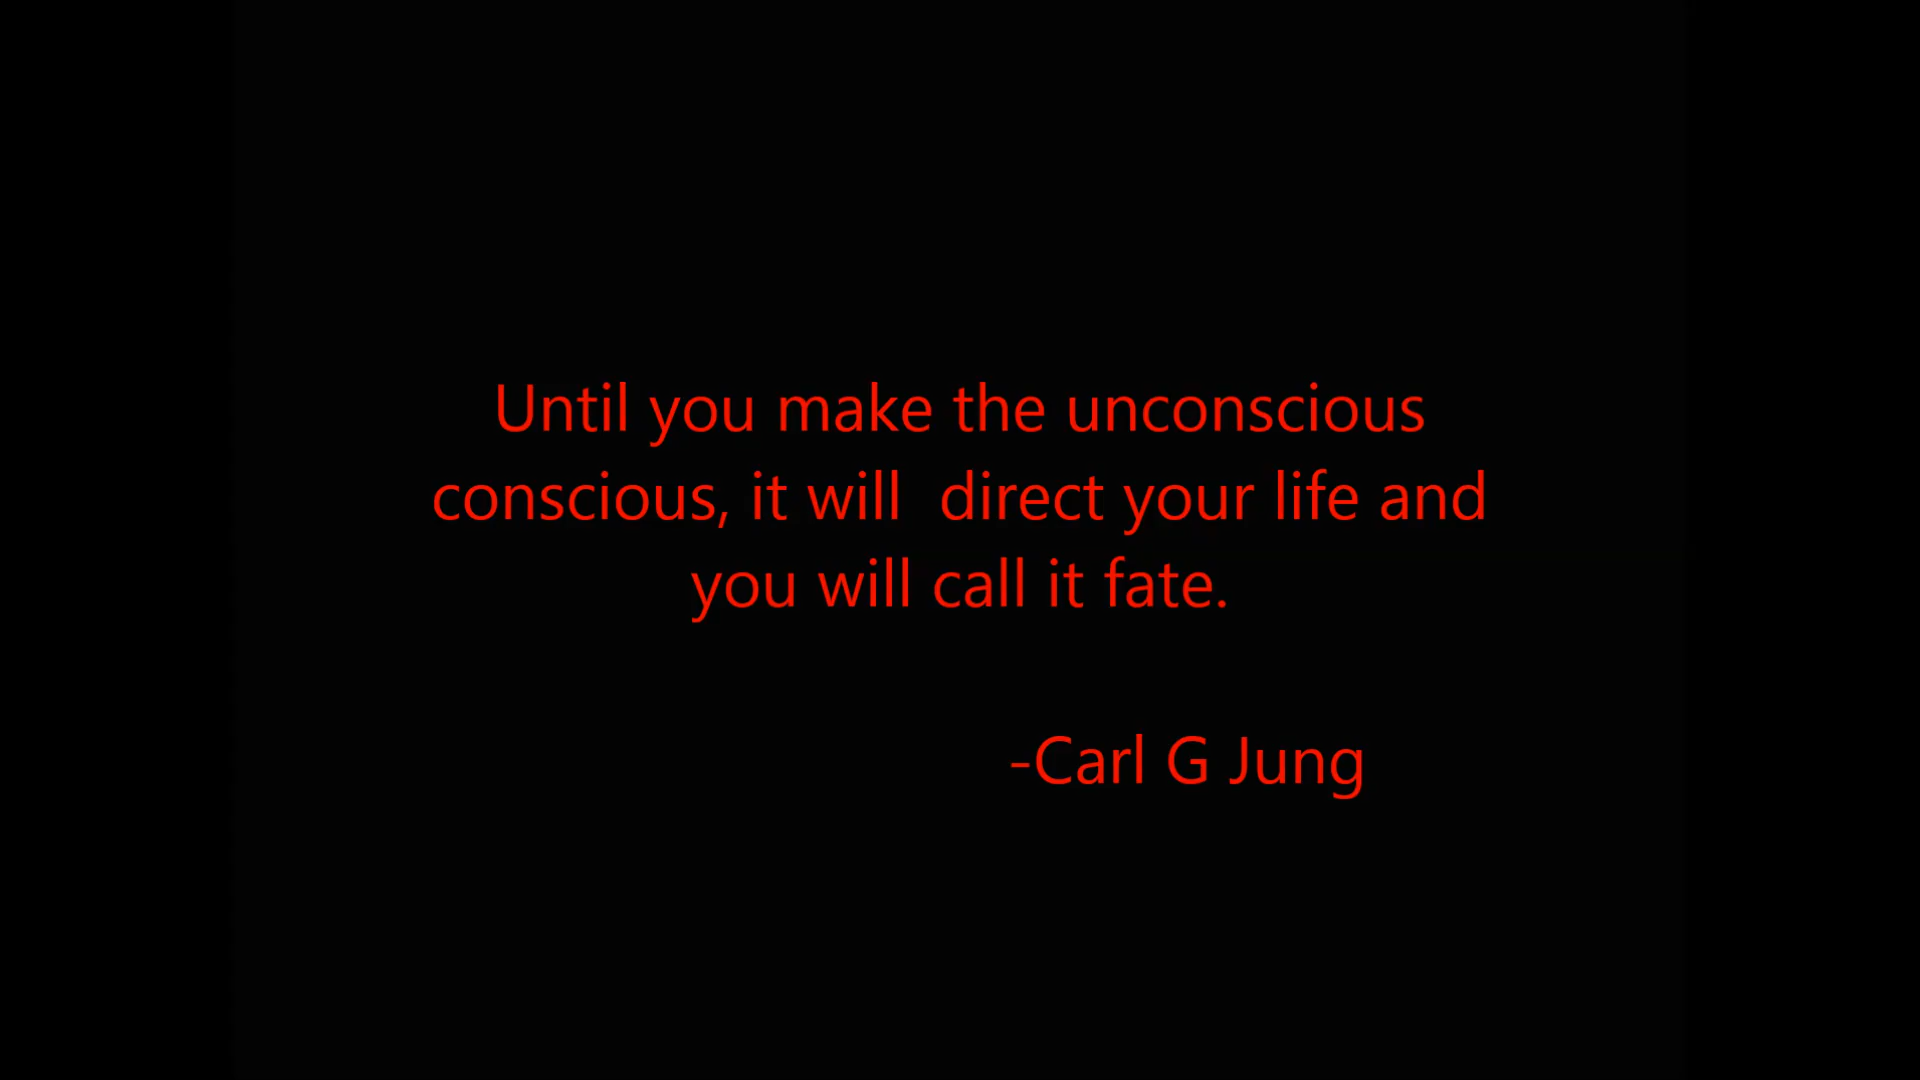 Until you make the unconscious
conscious, it will  direct your life and
you will call it fate.
-Carl G Jung